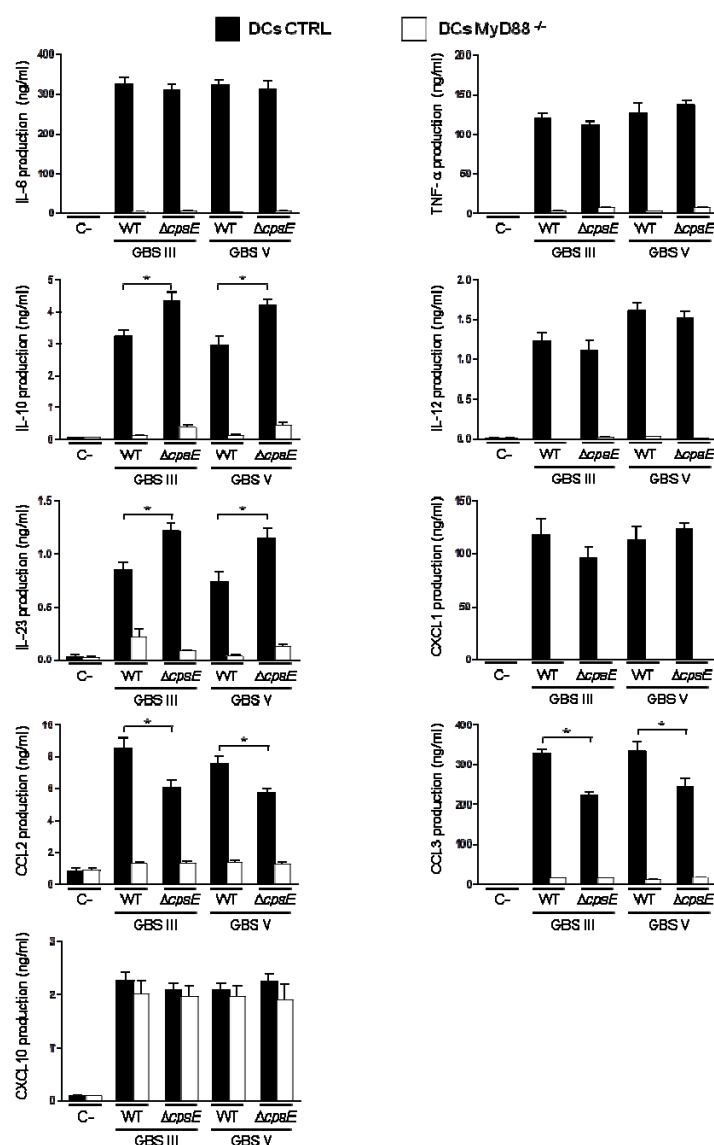 DCs CTRL DCs MyD88 -/-
IL-6 production (ng/ml)
400
300
200
100
0
C- WT ΔcpsE WT ΔcpsE
GBS III GBS V
TNF-α production (ng/ml)
200
150
100
50
0
C- WT ΔcpsE WT ΔcpsE
GBS III GBS V
IL-10 production (ng/ml)
5
4
3
2
1
0
* *
C- WT ΔcpsE WT ΔcpsE
GBS III GBS V
IL-12 production (ng/ml)
2.0
1.5
1.0
0.5
0.0
C- WT ΔcpsE WT ΔcpsE
GBS III GBS V
IL-23 production (ng/ml)
1.5
1.0
0.5
0.0
* *
C- WT ΔcpsE WT ΔcpsE
GBS III GBS V
CXCL1 production (ng/ml)
150
100
50
0
C- WT ΔcpsE WT ΔcpsE
GBS III GBS V
CCL2 production (ng/ml)
10
8
6
4
2
0
* *
C- WT ΔcpsE WT ΔcpsE
GBS III GBS V
CCL3 production (ng/ml)
400
300
200
100
0
* *
C- WT ΔcpsE WT ΔcpsE
GBS III GBS V
CXCL10 production (ng/ml)
3
2
1
0
C- WT ΔcpsE WT ΔcpsE
GBS III GBS V